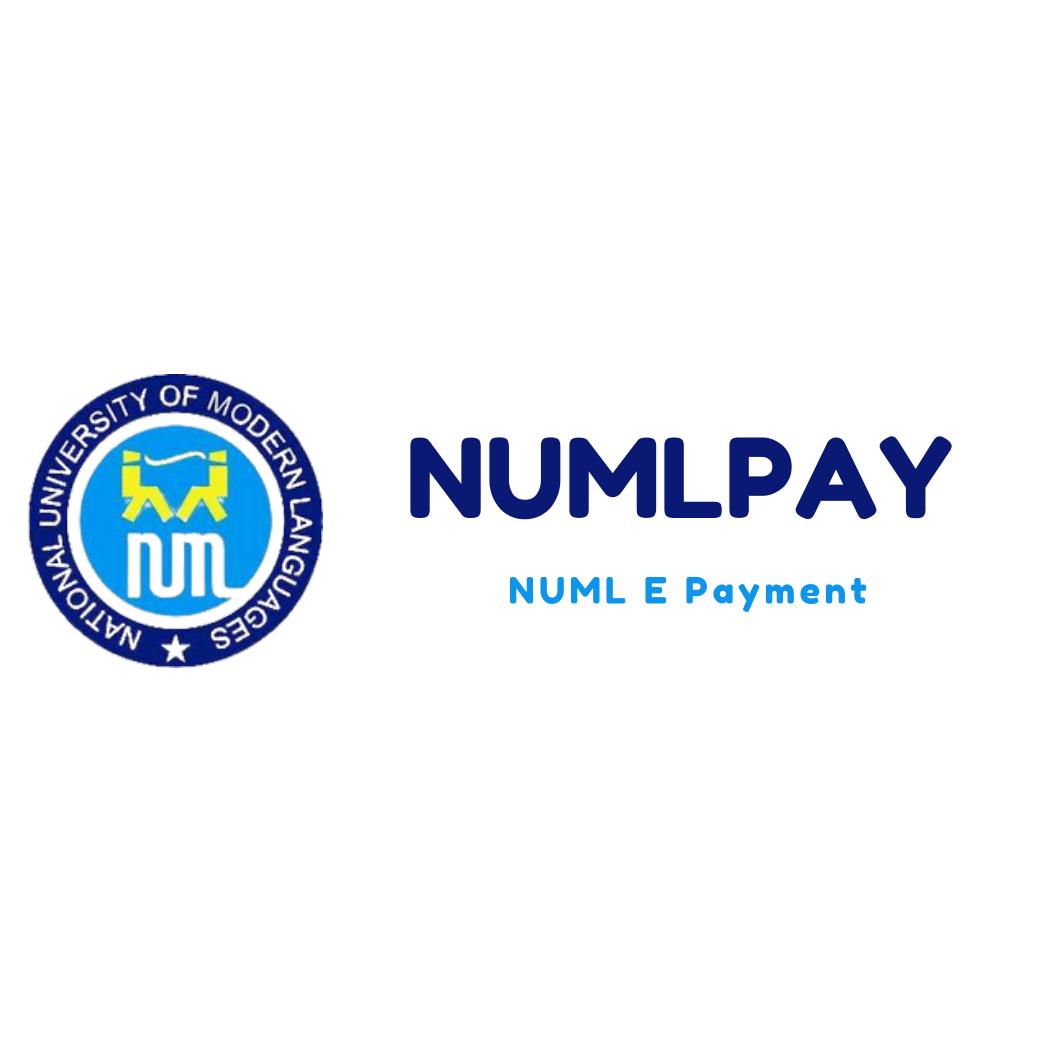 NATIONAL UNIVERSITY OF MODERN LANGUAGES
NUML
NUMLPAY
NUML E Payment